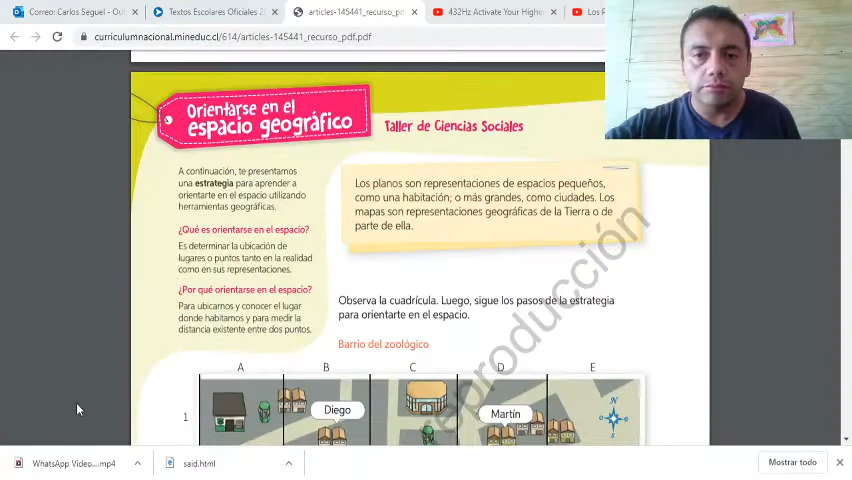 Correo: Carlos Seguel - Ou
Textos Escolares Oficiales 2
articles-145441_recurso_pd
432Hz Activate Your Highe
Los P
curriculumnacional.mineduc.cl/614/articles-145441_recurso_pdf.pdf
Orientarse en el
espacio geográfico
Taller de Ciencias Sociales
A continuación, te presentamos
una estrategia para aprender a
orientarte en el espacio utilizando
herramientas geográficas.
¿Qué es orientarse en el espacio?
Es determinar la ubicación de
lugares o puntos tanto en la realidad
como en sus representaciones.
¿Por qué orientarse en el espacio?
Para ubicarnos y conocer el lugar
donde habitamos y para medir la
distancia existente entre dos puntos.
Los planos son representaciones de espacios pequeños,
como una habitación; o más grandes, como ciudades. Los
mapas son representaciones geográficas de la Tierra o de
parte de ella.
Observa la cuadrícula. Luego, sigue los pasos de la estrategia
para orientarte en el espacio.
Barrio del zoológico
A B C D E
1
Diego
Martín
N
O E
S
reproducción
WhatsApp Video....mp4
said.html
Mostrar todo